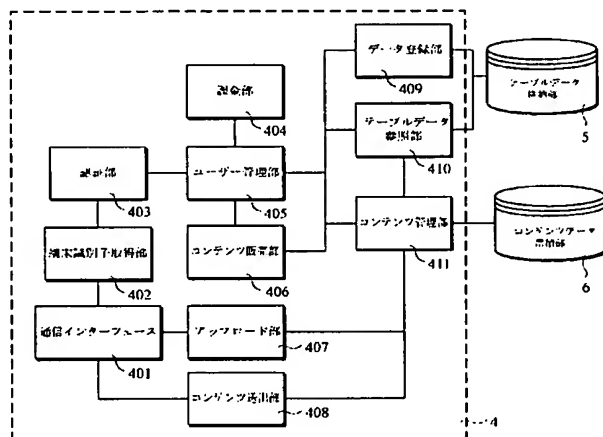 データ登録部
409
テーブルデータ
格納部
5
課金部
404
テーブルデータ
参照部
410
認証部
403
ユーザー管理部
405
コンテンツ管理部
411
コンテンツデータ
蓄積部
6
端末識別子取得部
402
コンテンツ販売部
406
通信インターフェース
401
アップロード部
407
コンテンツ送出部
408
4